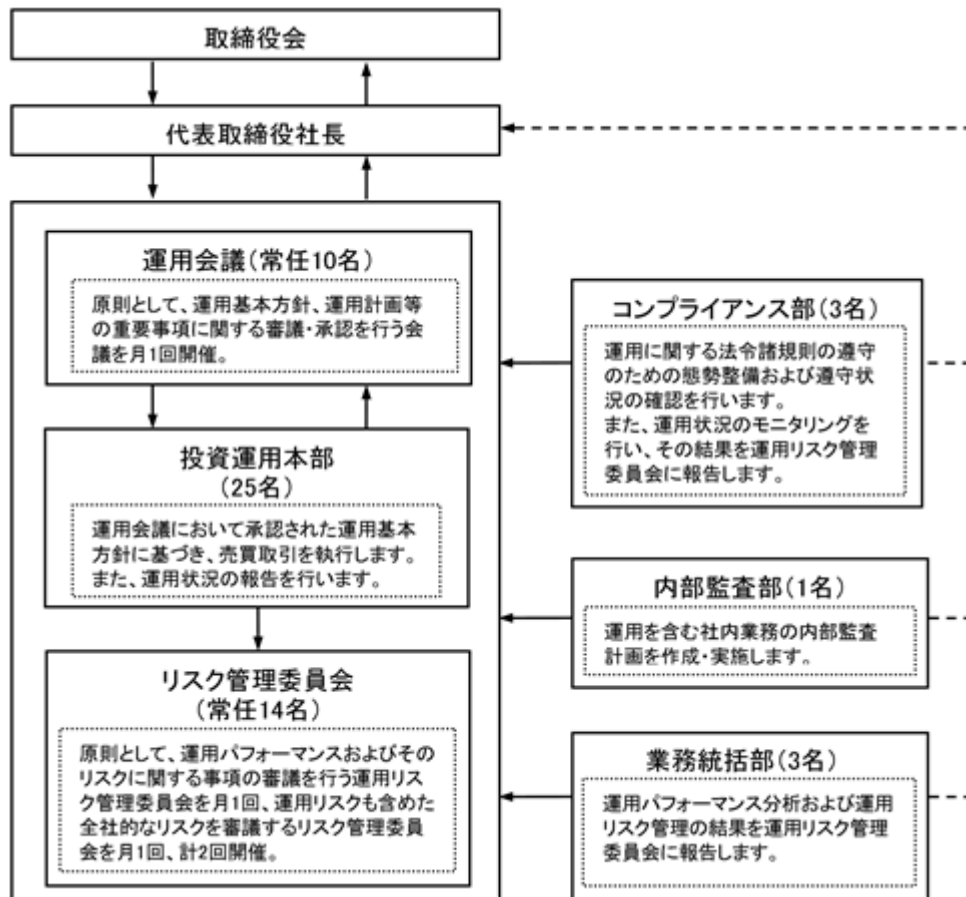 取締役会
代表取締役社長
運用会議(常任10名)
原則として、運用基本方針、運用計画等
の重要事項に関する審議・承認を行う会
議を月1回開催。
投資運用本部
(25名)
運用会議において承認された運用基本
方針に基づき、売買取引を執行します。
また、運用状況の報告を行います。
リスク管理委員会
(常任14名)
原則として、運用パフォーマンスおよびその
リスクに関する事項の審議を行う運用リス
ク管理委員会を月1回、運用リスクも含めた
全社的なリスクを審議するリスク管理委員
会を月1回、計2回開催。
コンプライアンス部(3名)
運用に関する法令諸規則の遵守
のための態勢整備および遵守状
況の確認を行います。
また、運用状況のモニタリングを
行い、その結果を運用リスク管理
委員会に報告します。
内部監査部(1名)
運用を含む社内業務の内部監査
計画を作成・実施します。
業務統括部(3名)
運用パフォーマンス分析および運用
リスク管理の結果を運用リスク管理
委員会に報告します。